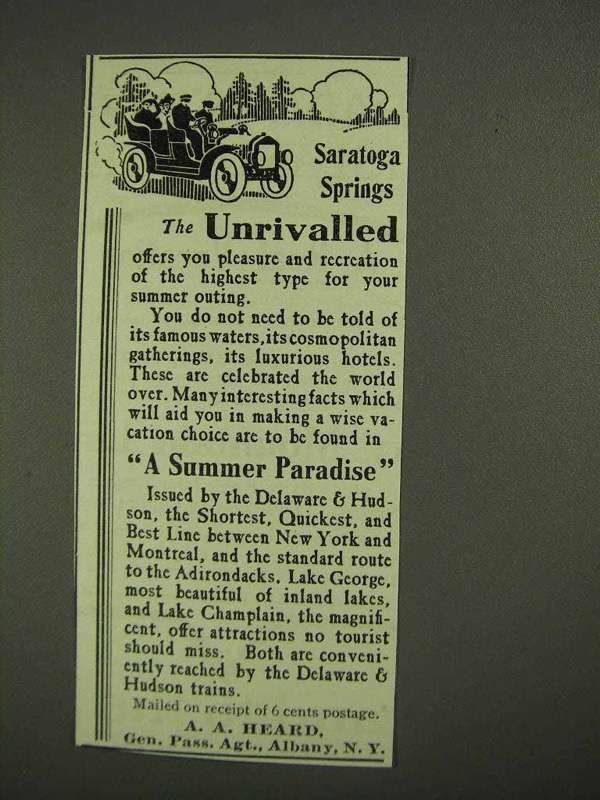 Saratoga
Springs
The Unrivalled
offers you pleasure and recreation
of the highest type for your
summer outing.
You do not need to be told of
its famous waters, its cosmopolitan
gatherings, its luxurious hotels.
These are celebrated the world
over. Many interesting facts which
will aid you in making a wise va-
cation choice are to be found in
"A Summer Paradise"
Issued by the Delaware & Hud-
son, the Shortest, Quickest, and
Best Line between New York and
Montreal, and the standard route
to the Adirondacks, Lake George,
most beautiful of inland lakes,
and Lake Champlain, the magnifi-
cent, offer attractions no tourist
should miss. Both are conveni-
ently reached by the Delaware &
Hudson trains.
Mailed on receipt of 6 cents postage.
A. A. HEARD,
Gen. Pass. Agt., Albany, N. Y.